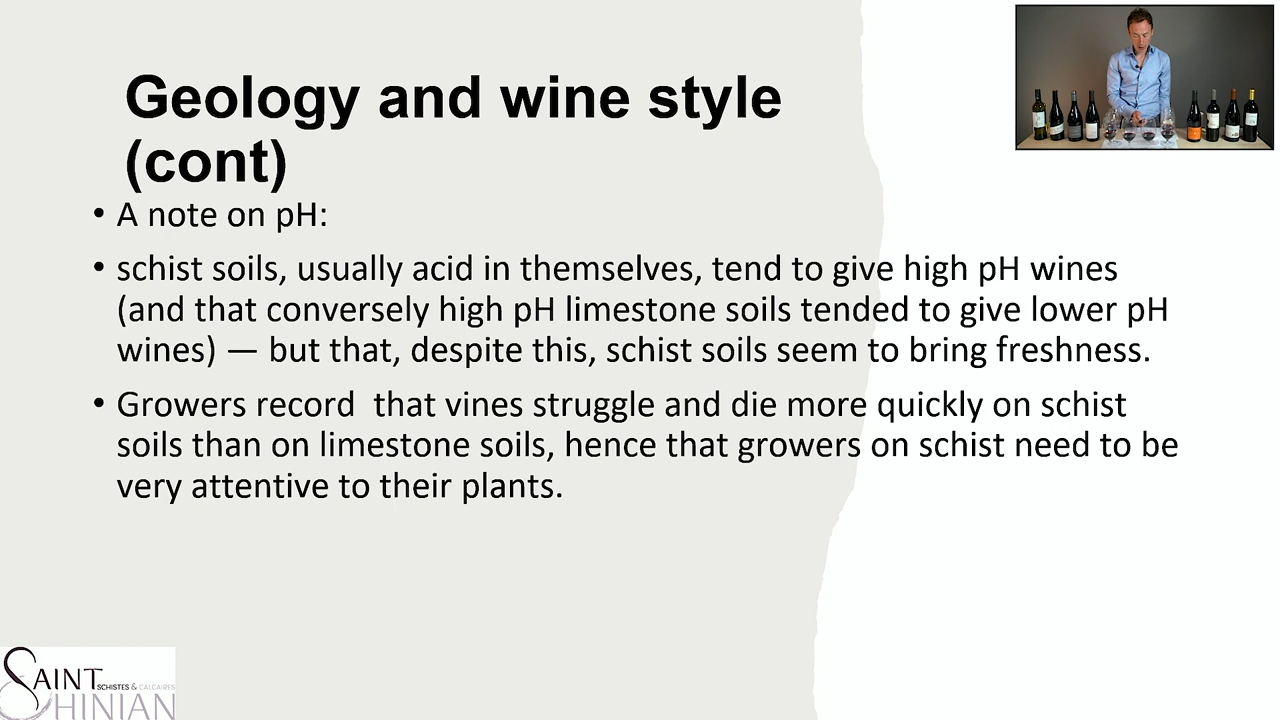 Geology and wine style
(cont)
• A note on pH:
• schist soils, usually acid in themselves, tend to give high pH wines
(and that conversely high pH limestone soils tended to give lower pH
wines) — but that, despite this, schist soils seem to bring freshness.
• Growers record  that vines struggle and die more quickly on schist
soils than on limestone soils, hence that growers on schist need to be
very attentive to their plants.
SAINT
SCHISTES & CALCAIRES
CHINIAN